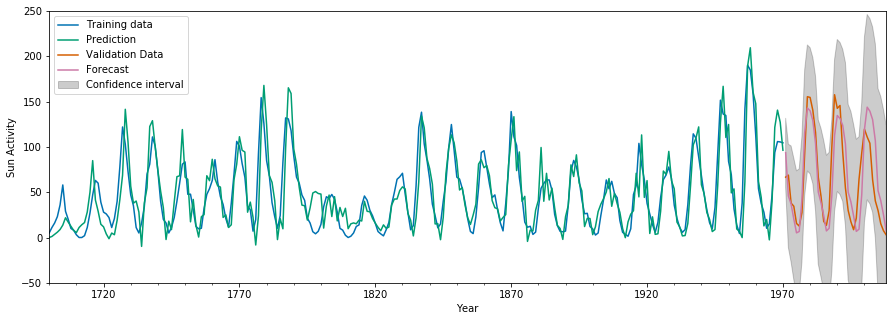 250
200
150
100
50
0
−50
Sun Activity
Training data
Prediction
Validation Data
Forecast
Confidence interval
1720 1770 1820 1870 1920 1970
Year